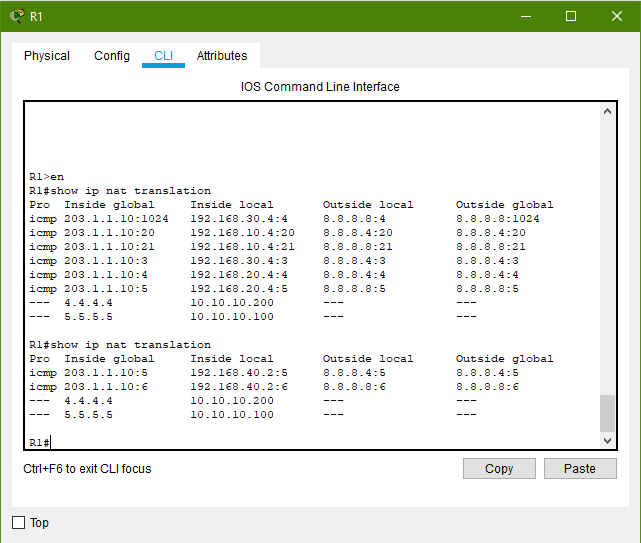 R1
Physical Config CLI Attributes
IOS Command Line Interface
R1>en
R1#show ip nat translation
Pro Inside global Inside local Outside local Outside global
icmp 203.1.1.10:1024 192.168.30.4:4 8.8.8.8:4 8.8.8.8:1024
icmp 203.1.1.10:20 192.168.10.4:20 8.8.4:20 8.8.4:20
icmp 203.1.1.10:21 192.168.10.4:21 8.8.8.8:21 8.8.8.8:21
icmp 203.1.1.10:3 192.168.30.4:3 8.8.4:3 8.8.4:3
icmp 203.1.1.10:4 192.168.20.4:4 8.8.4:4 8.8.4:4
icmp 203.1.1.10:5 192.168.20.4:5 8.8.8.8:5 8.8.8.8:5
--- 4.4.4.4 10.10.10.200 --- ---
--- 5.5.5.5 10.10.10.100 --- ---
R1#show ip nat translation
Pro Inside global Inside local Outside local Outside global
icmp 203.1.1.10:5 192.168.40.2:5 8.8.4:5 8.8.4:5
icmp 203.1.1.10:6 192.168.40.2:6 8.8.8.8:6 8.8.8.8:6
--- 4.4.4.4 10.10.10.200 --- ---
--- 5.5.5.5 10.10.10.100 --- ---
R1#
Ctrl+F6 to exit CLI focus
Copy Paste
Top